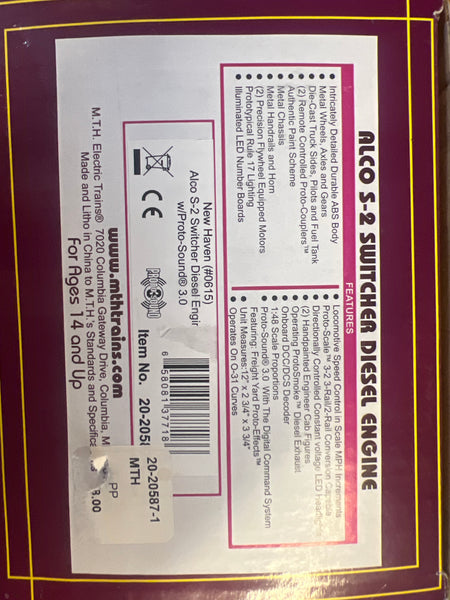 ALCO S-2 SWITCHER DIESEL ENGINE
FEATURES
• Intricately Detailed Durable ABS Body
• Metal Wheels, Axles and Gears
• Die-Cast Truck Sides, Pilots and Fuel Tank
• (2) Remote Controlled Proto-Couplers™
• Authentic Paint Scheme
• Metal Chassis
• Metal Handrails and Horn
• (2) Precision Flywheel Equipped Motors
• Prototypical Rule 17 Lighting
• Illuminated LED Number Boards
• Locomotive Speed Control in Scale MPH Increments
• Proto-Scale™ 3-2 3-Rail/2-Rail Conversion Capable
• Directionally Controlled Constant voltage LED Headlights
• (2) Handpainted Engineer Cab Figures
• Operating ProtoSmoke™ Diesel Exhaust
• Onboard DCC/DCS Decoder
• 1:48 Scale Proportions
• Proto-Sound® 3.0 With The Digital Command System
Featuring: Freight Yard Proto-Effects™
• Unit Measures:12" x 2 3/4" x 3 3/4"
• Operates On O-31 Curves
New Haven (#0615)
Alco S-2 Switcher Diesel Engin
w/Proto-Sound® 3.0
CE
3
Item No. 20-205
6 58081 37718
20-20587-1
MTH
PP
8.00
www.mthtrains.com
M.T.H. Electric Trains® 7020 Columbia Gateway Drive, Columbia, M
Made and Litho in China to M.T.H.'s Standards and Specific
For Ages 14 and Up